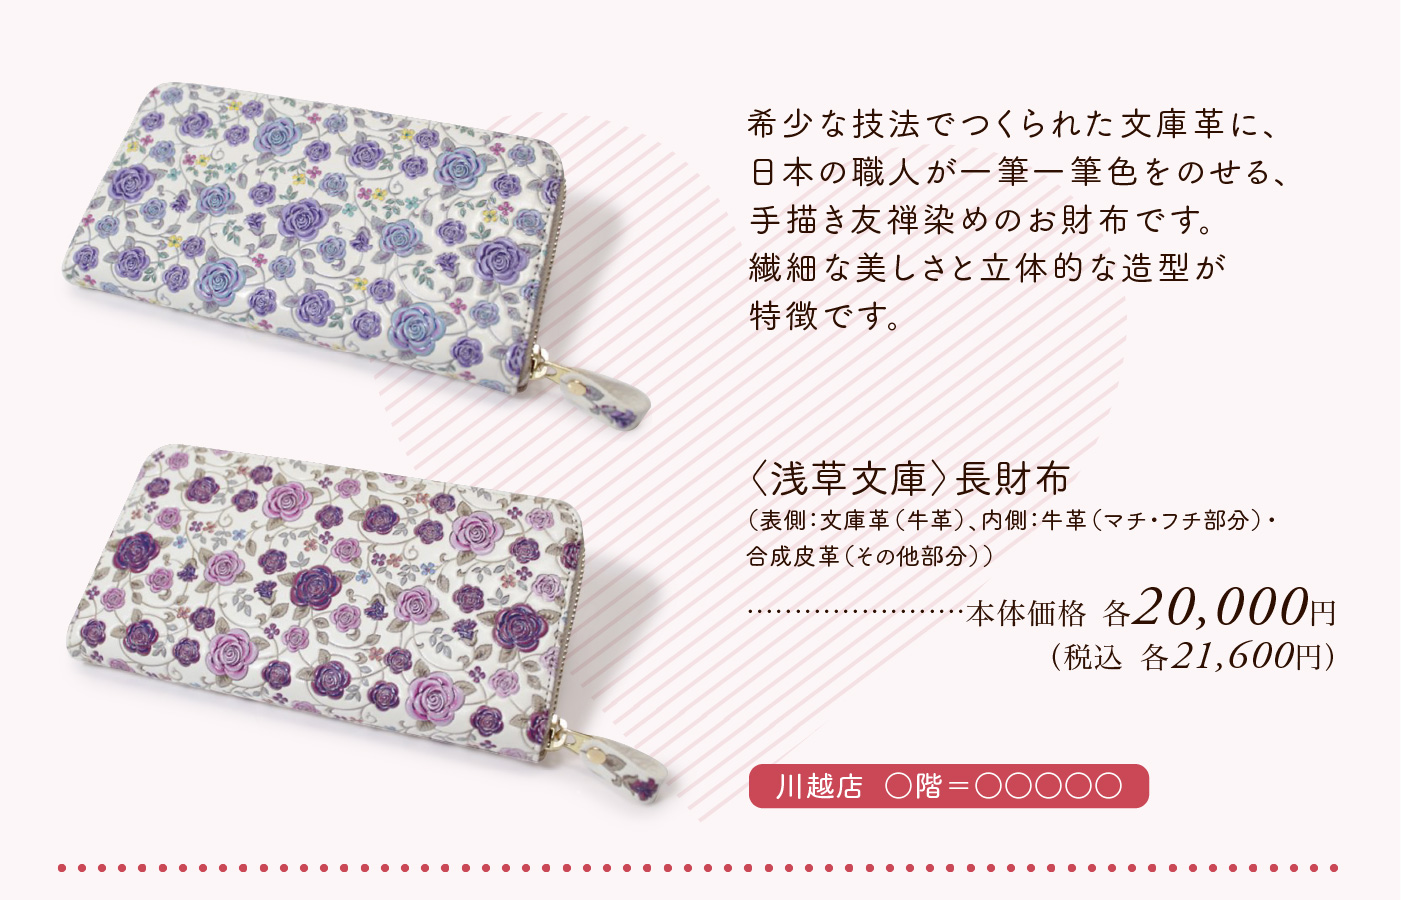 希少な技法でつくられた文庫革に、
日本の職人が一筆一筆色をのせる、
手描き友禅染めのお財布です。
繊細な美しさと立体的な造型が
特徴です。
〈浅草文庫〉長財布
（表側：文庫革（牛革）、内側：牛革（マチ・フチ部分）・
合成皮革（その他部分））
……………………本体価格 各20,000円
（税込 各21,600円）
川越店 ○階＝○○○○○